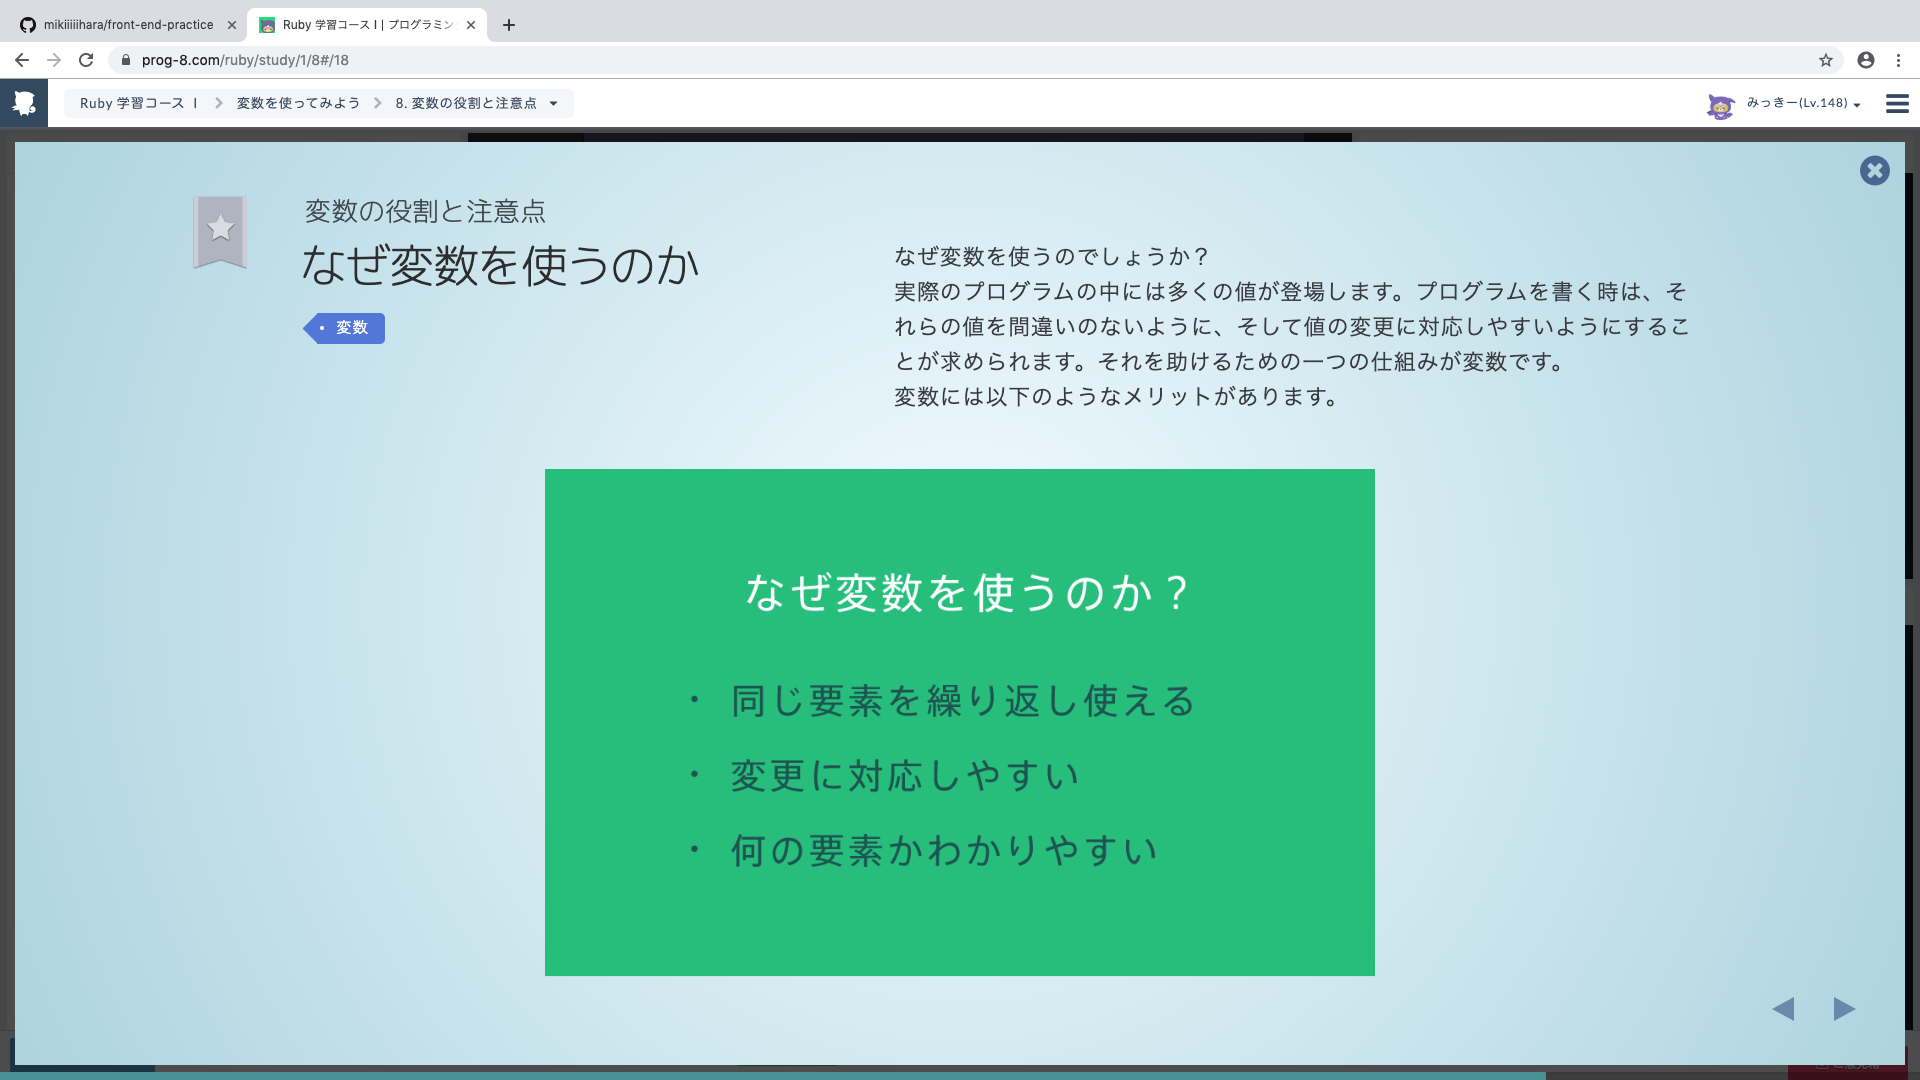 mikiiiiihara/front-end-practice
Ruby 学習コース I | プログラミン
prog-8.com/ruby/study/1/8#/18
Ruby 学習コース I
変数を使ってみよう
8. 変数の役割と注意点
みっきー(Lv.148)
変数の役割と注意点
なぜ変数を使うのか
• 変数
なぜ変数を使うのでしょうか？
実際のプログラムの中には多くの値が登場します。プログラムを書く時は、そ
れらの値を間違いのないように、そして値の変更に対応しやすいようにするこ
とが求められます。それを助けるための一つの仕組みが変数です。
変数には以下のようなメリットがあります。
なぜ変数を使うのか？
・ 同じ要素を繰り返し使える
・ 変更に対応しやすい
・ 何の要素かわかりやすい